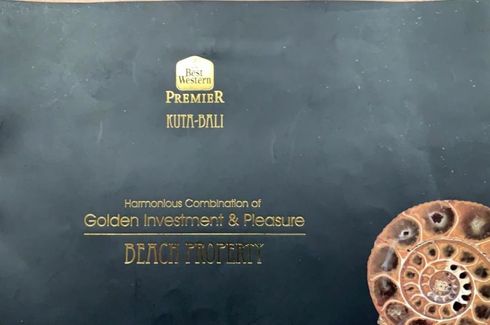 Best
Western
PREMIER
KUTA-BALI
Harmonious Combination of
Golden Investment & Pleasure
BEACH PROPERTY